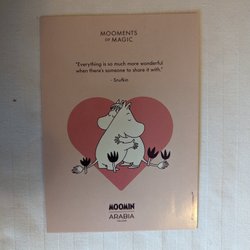 MOOMENTS
OF MAGIC
"Everything is so much more wonderful
when there's someone to share it with."
- Snufkin
MOOMIN
ARABIA